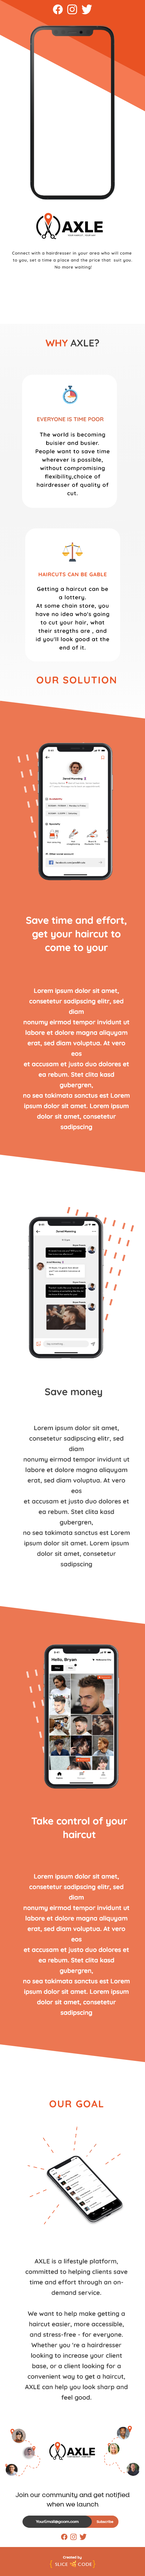 AXLE
Connect with a hairdresser in your area who will come
to you, set a time a place and the price that suit you.
No more waiting!
WHY AXLE?
EVERYONE IS TIME POOR
The world is becoming
buisier and busier.
People want to save time
wherever is possible,
without compromising
flexibility,choice of
hairdresser of quality of
cut.
HAIRCUTS CAN BE GABLE
Getting a haircut can be
a lottery.
At some chain store, you
have no idea who's going
to cut your hair, what
their stregths are , and
id you'll look good at the
end of it.
OUR SOLUTION
Save time and effort,
get your haircut to
come to your
Lorem ipsum dolor sit amet,
consetetur sadipscing elitr, sed
diam
nonumy eirmod tempor invidunt ut
labore et dolore magna aliquyam
erat, sed diam voluptua. At vero
eos
et accusam et justo duo dolores et
ea rebum. Stet clita kasd
gubergren,
no sea takimata sanctus est Lorem
ipsum dolor sit amet. Lorem ipsum
dolor sit amet, consetetur
sadipscing
Save money
Lorem ipsum dolor sit amet,
consetetur sadipscing elitr, sed
diam
nonumy eirmod tempor invidunt ut
labore et dolore magna aliquyam
erat, sed diam voluptua. At vero
eos
et accusam et justo duo dolores et
ea rebum. Stet clita kasd
gubergren,
no sea takimata sanctus est Lorem
ipsum dolor sit amet. Lorem ipsum
dolor sit amet, consetetur
sadipscing
Hello, Bryan
Take control of your
haircut
Lorem ipsum dolor sit amet,
consetetur sadipscing elitr, sed
diam
nonumy eirmod tempor invidunt ut
labore et dolore magna aliquyam
erat, sed diam voluptua. At vero
eos
et accusam et justo duo dolores et
ea rebum. Stet clita kasd
gubergren,
no sea takimata sanctus est Lorem
ipsum dolor sit amet. Lorem ipsum
dolor sit amet, consetetur
sadipscing
OUR GOAL
AXLE is a lifestyle platform,
committed to helping clients save
time and effort through an on-
demand service.
We want to help make getting a
haircut easier, more accessible,
and stress-free - for everyone.
Whether you 're a hairdresser
looking to increase your client
base, or a client looking for a
convenient way to get a haircut,
AXLE can help you look sharp and
feel good.
AXLE
Join our community and get notified
when we launch
YourEmail@gcom.com
Subscribe
Created by
SLICE CODE